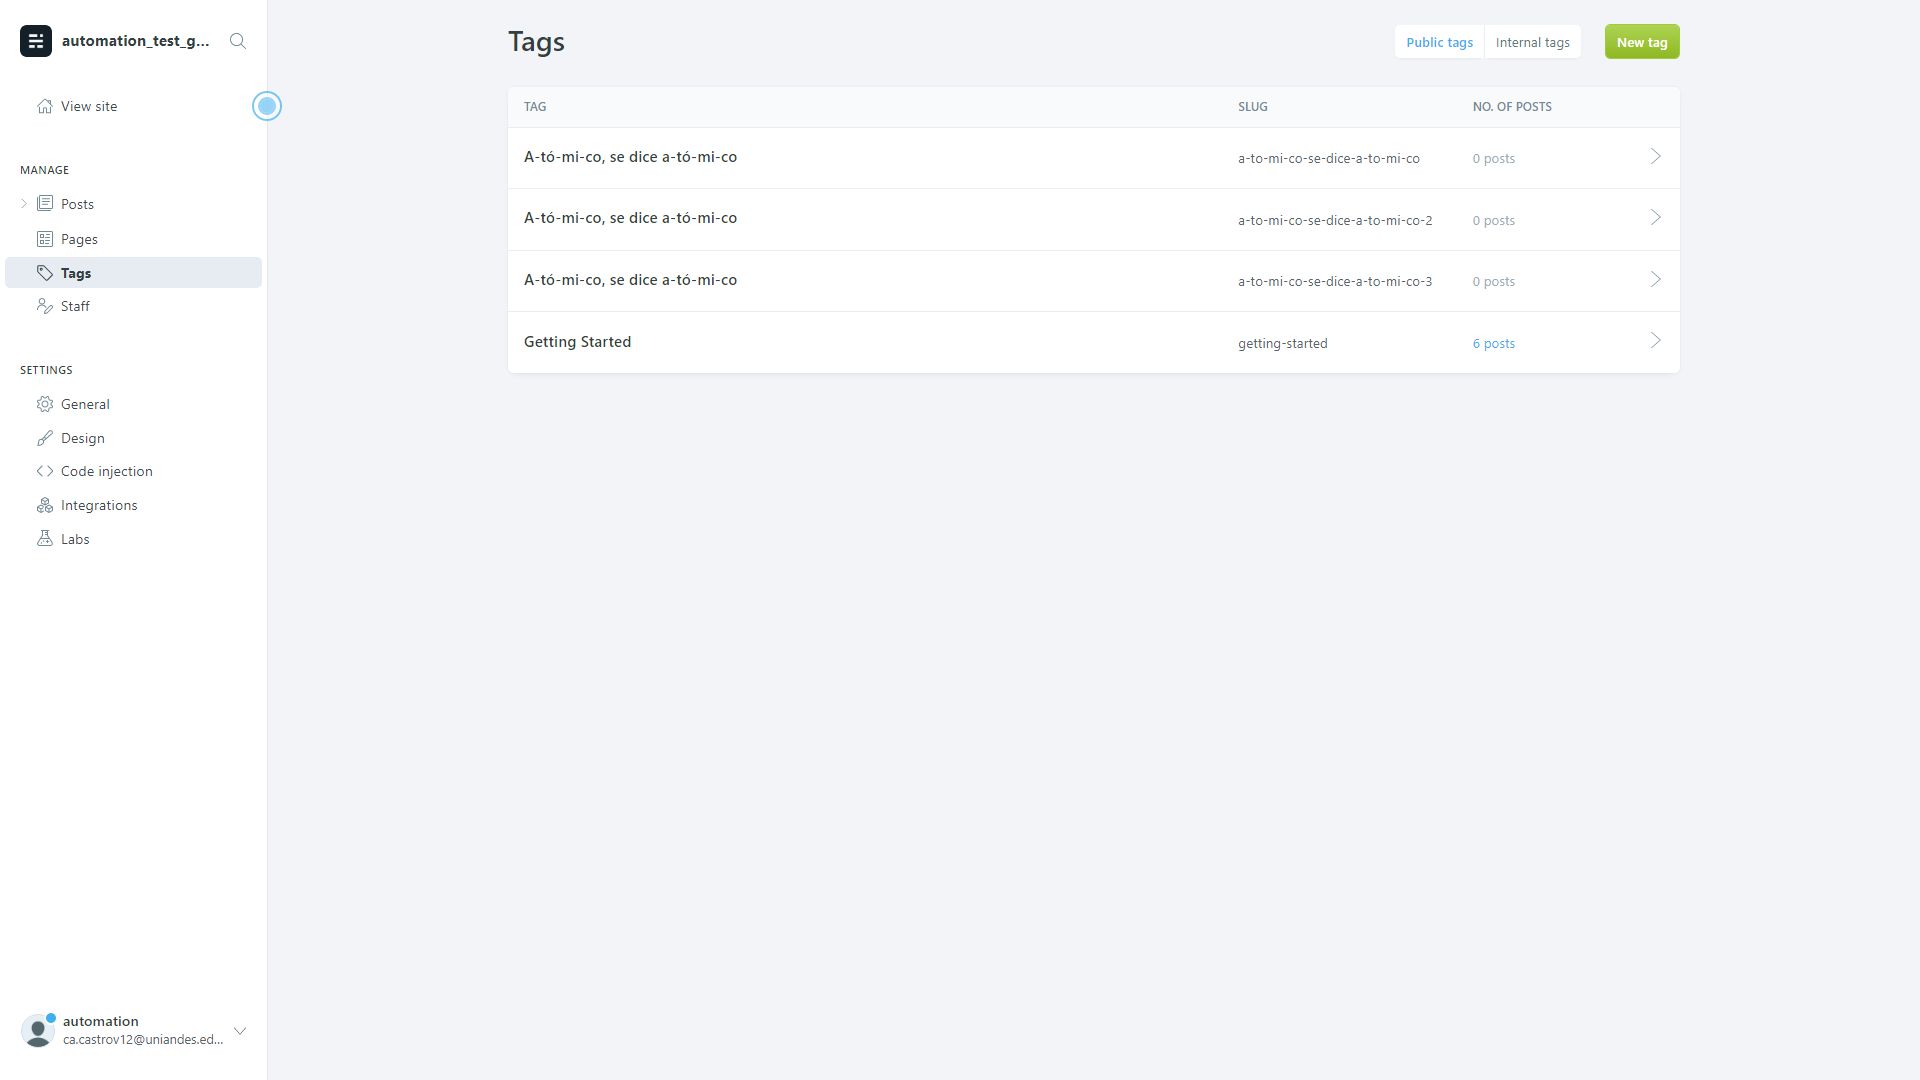 automation_test_g...
View site
MANAGE
Posts
Pages
Tags
Staff
SETTINGS
General
Design
Code injection
Integrations
Labs
automation
ca.castrov12@uniandes.ed...
Tags
Public tags
Internal tags
New tag
TAG SLUG NO. OF POSTS
A-tó-mi-co, se dice a-tó-mi-co a-to-mi-co-se-dice-a-to-mi-co 0 posts
A-tó-mi-co, se dice a-tó-mi-co a-to-mi-co-se-dice-a-to-mi-co-2 0 posts
A-tó-mi-co, se dice a-tó-mi-co a-to-mi-co-se-dice-a-to-mi-co-3 0 posts
Getting Started getting-started 6 posts